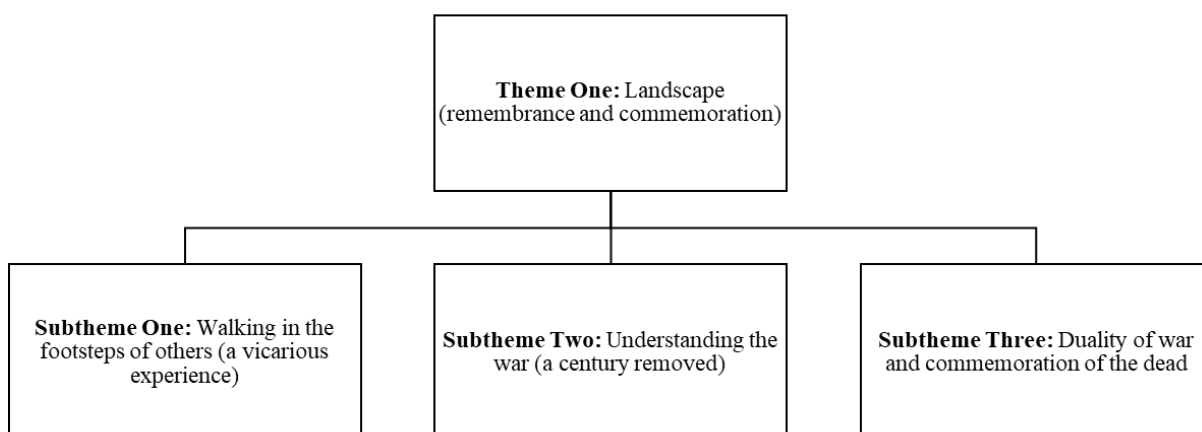 Theme One: Landscape
(remembrance and commemoration)
Subtheme One: Walking in the
footsteps of others (a vicarious
experience)
Subtheme Two: Understanding the
war (a century removed)
Subtheme Three: Duality of war
and commemoration of the dead